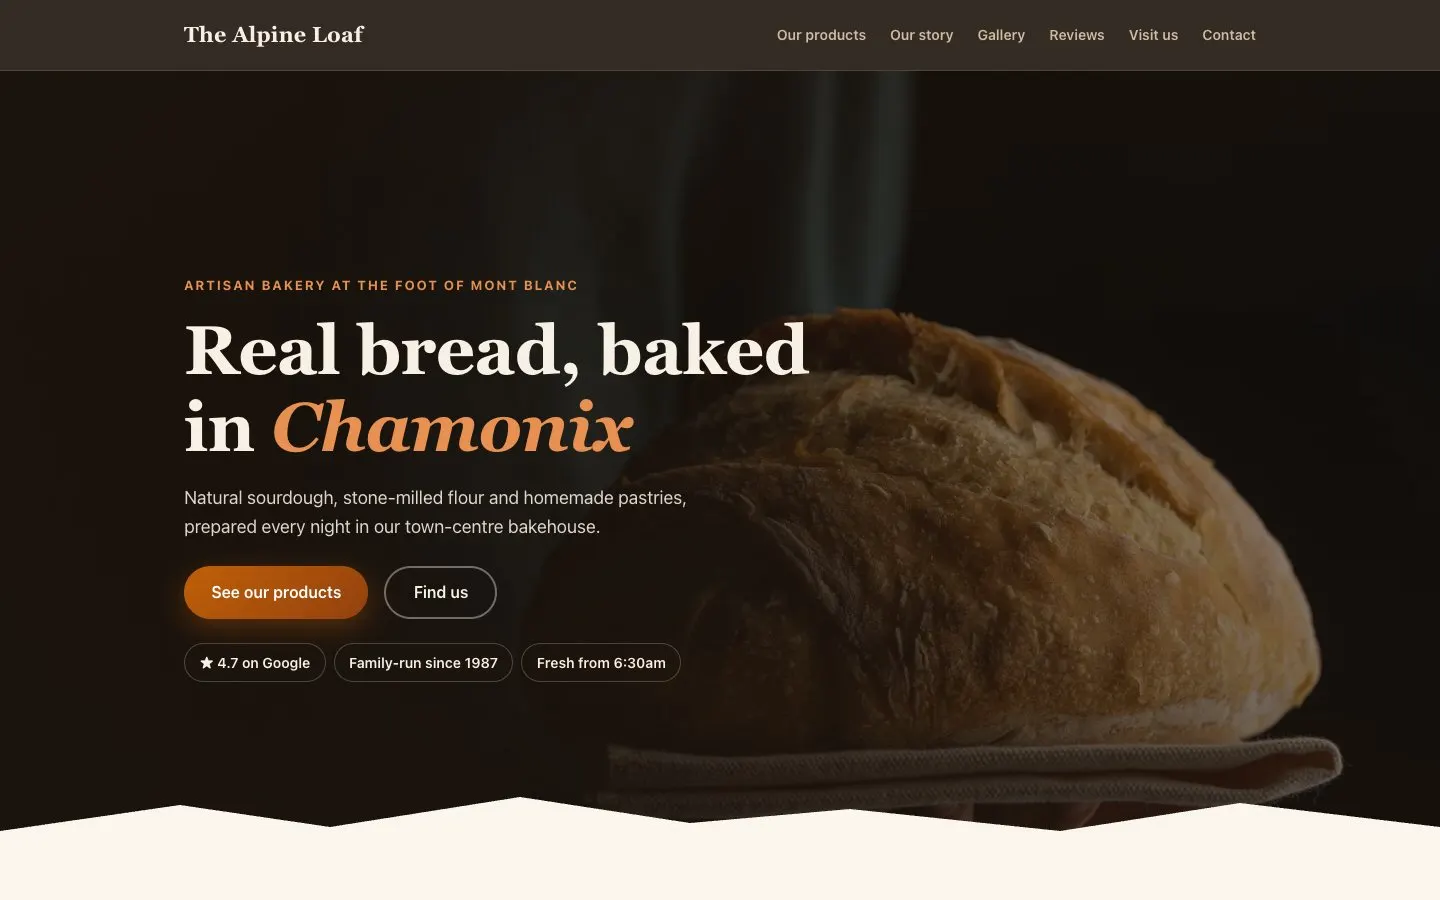 The Alpine Loaf
Our products
Our story
Gallery
Reviews
Visit us
Contact
ARTISAN BAKERY AT THE FOOT OF MONT BLANC
Real bread, baked
in Chamonix
Natural sourdough, stone-milled flour and homemade pastries,
prepared every night in our town-centre bakehouse.
See our products
Find us
★ 4.7 on Google
Family-run since 1987
Fresh from 6:30am